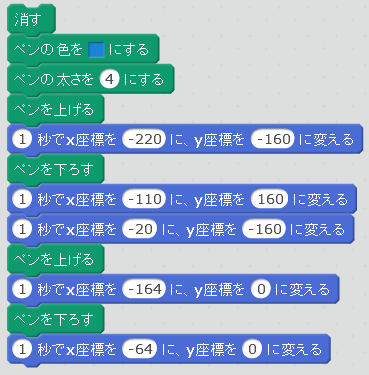 消す
ペンの色を にする
ペンの太さを 4 にする
ペンを上げる
1 秒でx座標を -220 に、y座標を -160 に変える
ペンを下ろす
1 秒でx座標を -110 に、y座標を 160 に変える
1 秒でx座標を -20 に、y座標を -160 に変える
ペンを上げる
1 秒でx座標を -164 に、y座標を 0 に変える
ペンを下ろす
1 秒でx座標を -64 に、y座標を 0 に変える